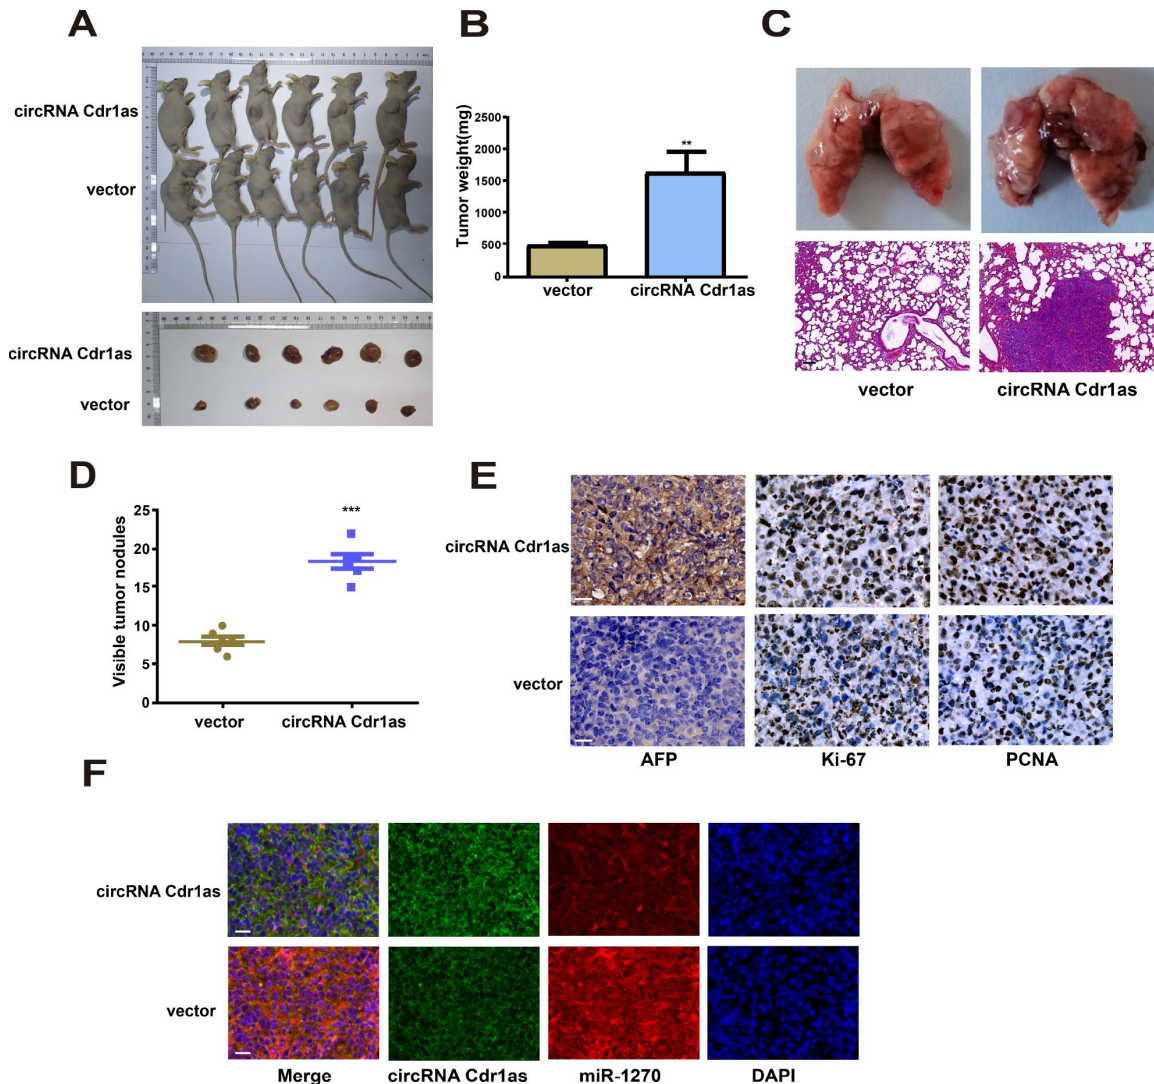 A
circRNA Cdr1as
vector
circRNA Cdr1as
vector
B
Tumor weight(mg)
2500
2000
1500
1000
500
0
**
vector
circRNA Cdr1as
C
vector
circRNA Cdr1as
D
Visible tumor nodules
25
20
15
10
5
0
***
vector
circRNA Cdr1as
E
circRNA Cdr1as
vector
AFP
Ki-67
PCNA
F
circRNA Cdr1as
vector
Merge
circRNA Cdr1as
miR-1270
DAPI